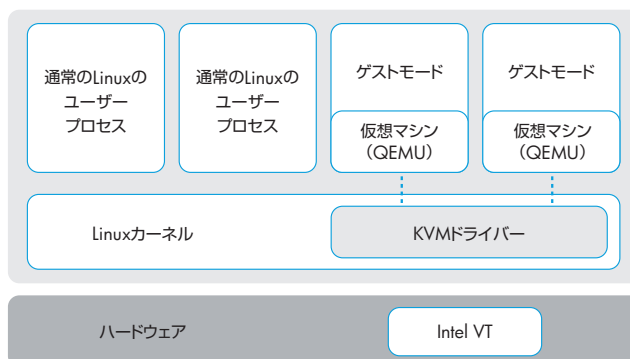 通常のLinuxの
ユーザー
プロセス
通常のLinuxの
ユーザー
プロセス
ゲストモード
仮想マシン
（QEMU）
ゲストモード
仮想マシン
（QEMU）
Linuxカーネル
KVMドライバー
ハードウェア
Intel VT